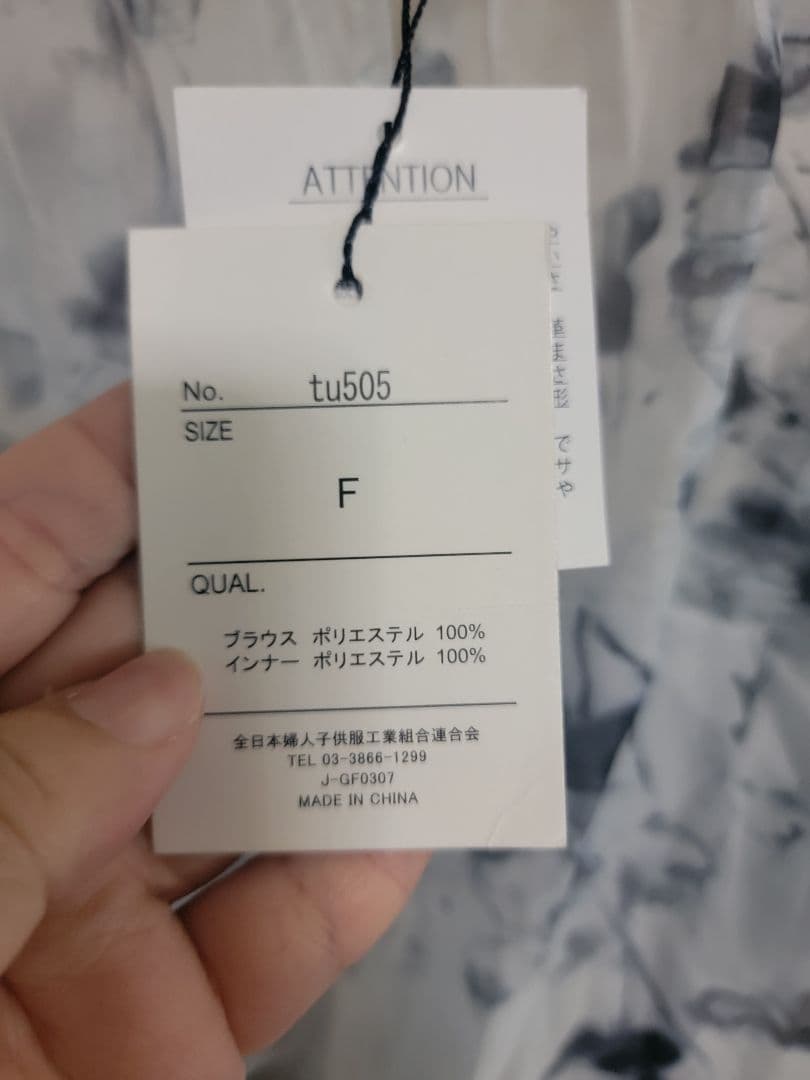 ATTENTION
No. tu505
SIZE
F
QUAL.
ブラウス ポリエステル 100%
インナー ポリエステル 100%
全日本婦人子供服工業組合連合会
TEL 03-3866-1299
J-GF0307
MADE IN CHINA